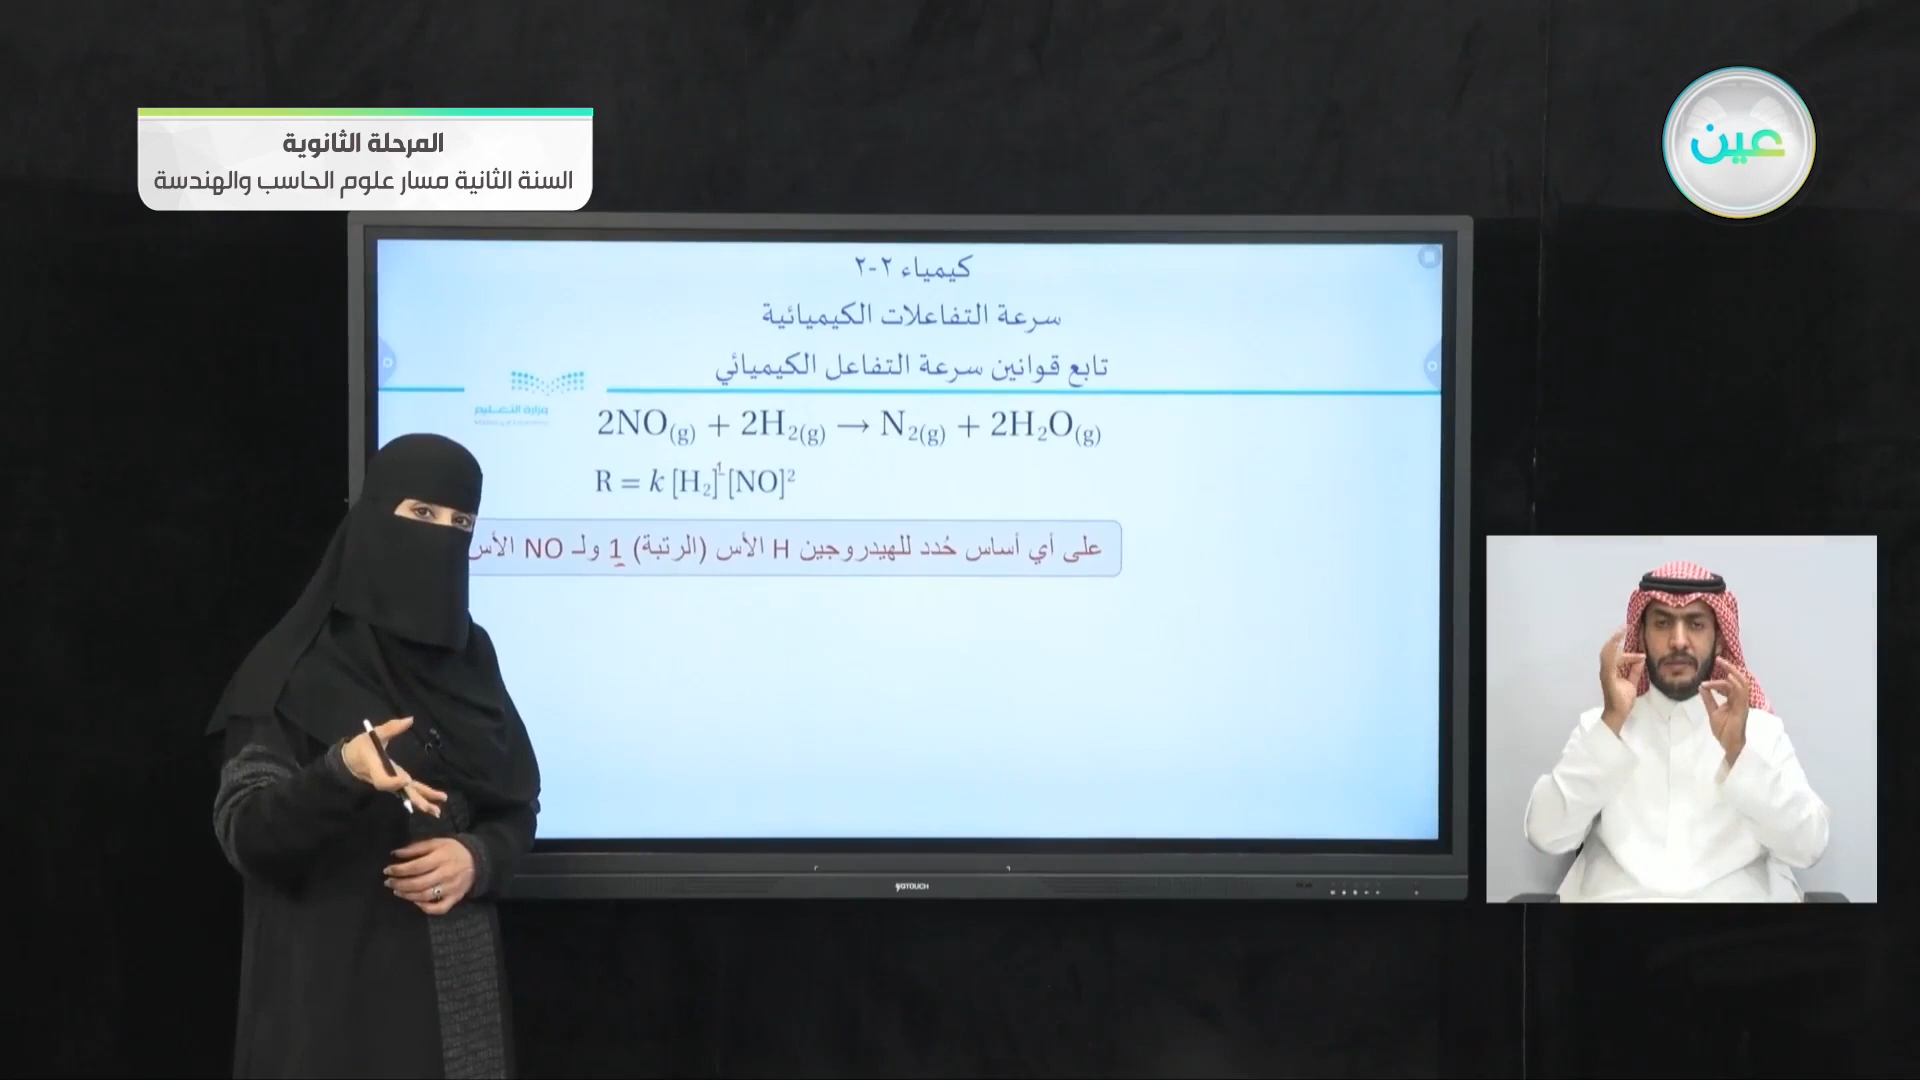 المرحلة الثانوية
السنة الثانية مسار علوم الحاسب والهندسة
عين
كيمياء ٢-٢
سرعة التفاعلات الكيميائية
تابع قوانين سرعة التفاعل الكيميائي
وزارة التعليم
2NO(g) + 2H₂(g) → N₂(g) + 2H₂O(g)
R = k [H₂]¹ [NO]²
على أي أساس حُدد للهيدروجين H الأس (الرتبة) 1 ولـ NO الأس